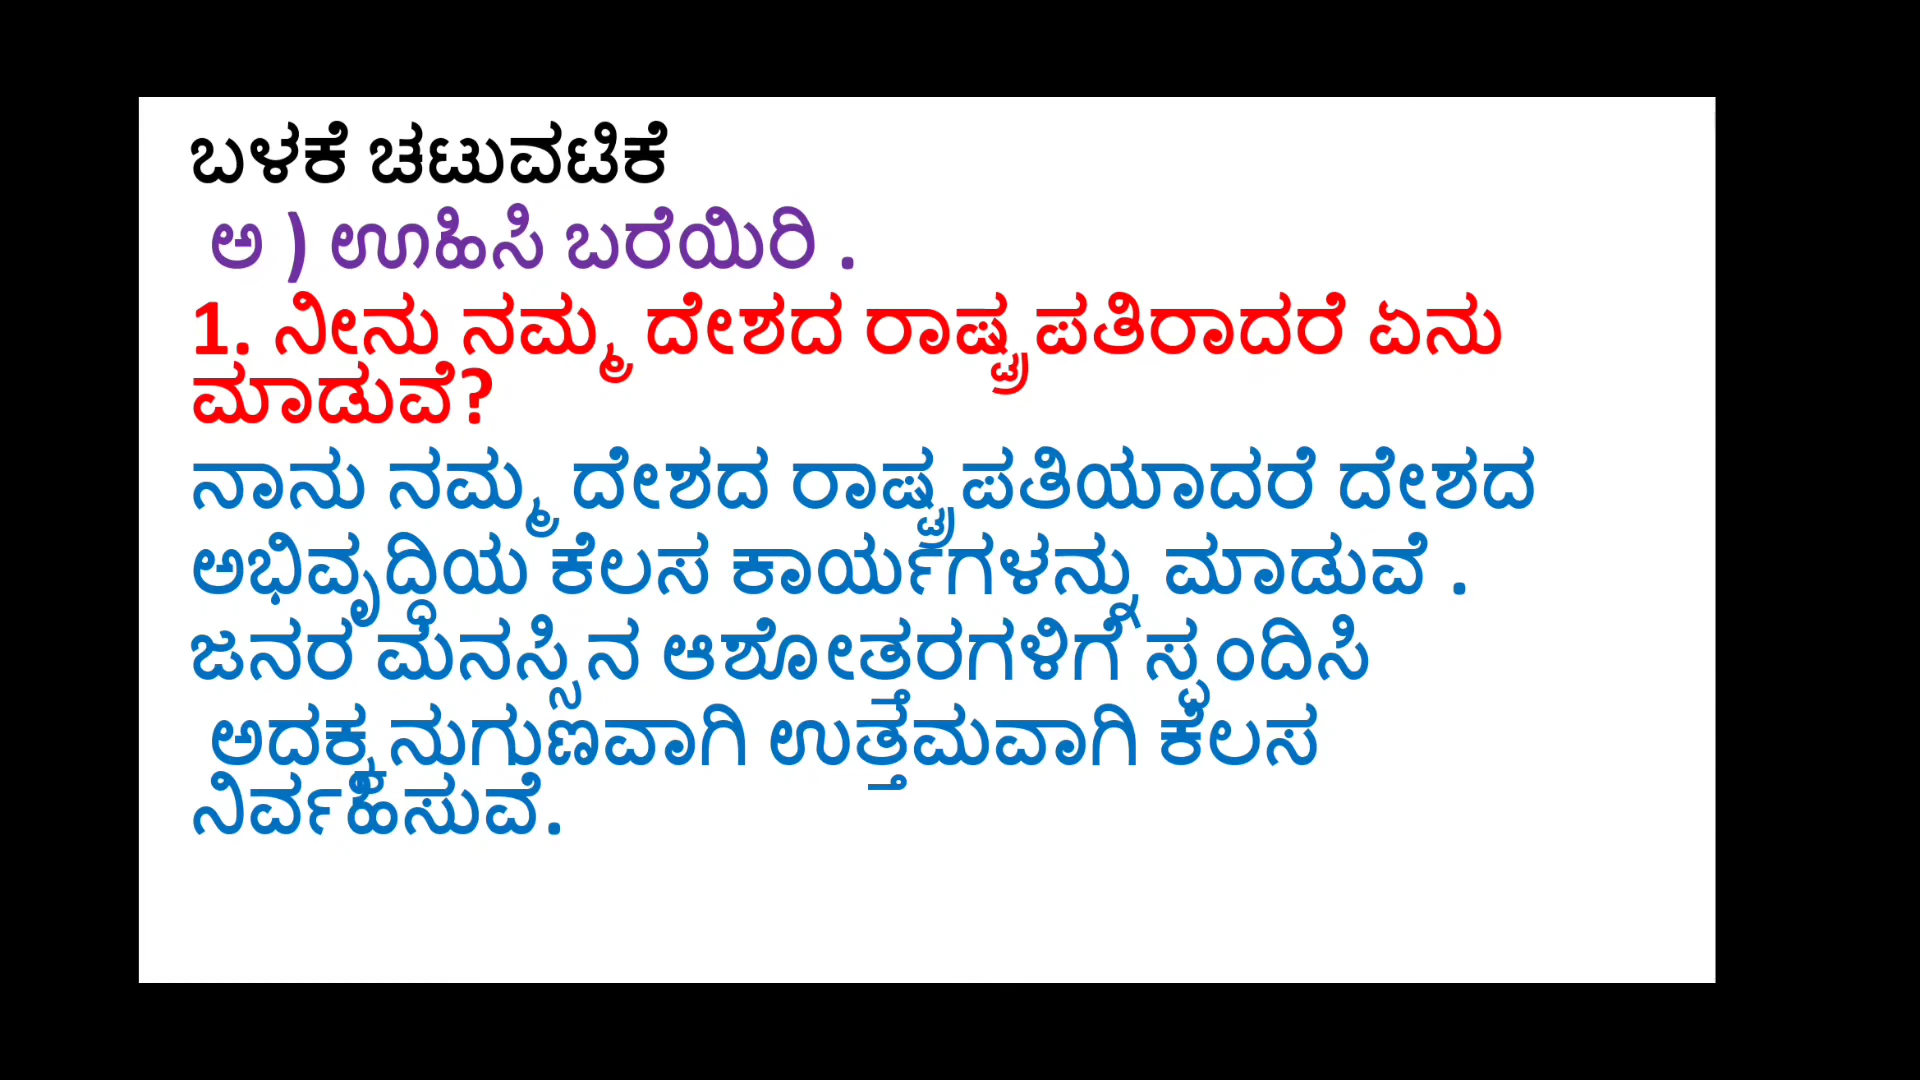 ಬಳಕೆ ಚಟುವಟಿಕೆ
ಅ ) ಊಹಿಸಿ ಬರೆಯಿರಿ .
1. ನೀನು ನಮ್ಮ ದೇಶದ ರಾಷ್ಟ್ರಪತಿರಾದರೆ ಏನು
ಮಾಡುವೆ?
ನಾನು ನಮ್ಮ ದೇಶದ ರಾಷ್ಟ್ರಪತಿಯಾದರೆ ದೇಶದ
ಅಭಿವೃದ್ಧಿಯ ಕೆಲಸ ಕಾರ್ಯಗಳನ್ನು ಮಾಡುವೆ .
ಜನರ ಮನಸ್ಸಿನ ಆಶೋತ್ತರಗಳಿಗೆ ಸ್ಪಂದಿಸಿ
ಅದಕ್ಕನುಗುಣವಾಗಿ ಉತ್ತಮವಾಗಿ ಕೆಲಸ
ನಿರ್ವಹಿಸುವೆ.